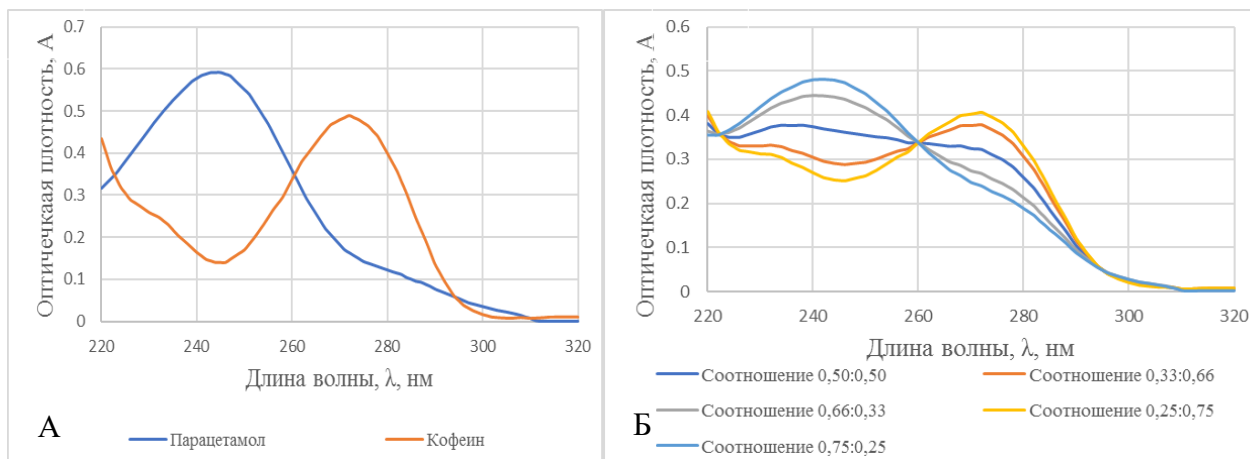 Оптичечкаая плотность, А
0.7
0.6
0.5
0.4
0.3
0.2
0.1
0
220 240 260 280 300 320
Длина волны, λ, нм
А
Парацетамол Кофеин
Оптичечкаая плотность, А
0.6
0.5
0.4
0.3
0.2
0.1
0
220 240 260 280 300 320
Длина волны, λ, нм
Соотношение 0,50:0,50 Соотношение 0,33:0,66
Соотношение 0,66:0,33 Соотношение 0,25:0,75
Соотношение 0,75:0,25
Б